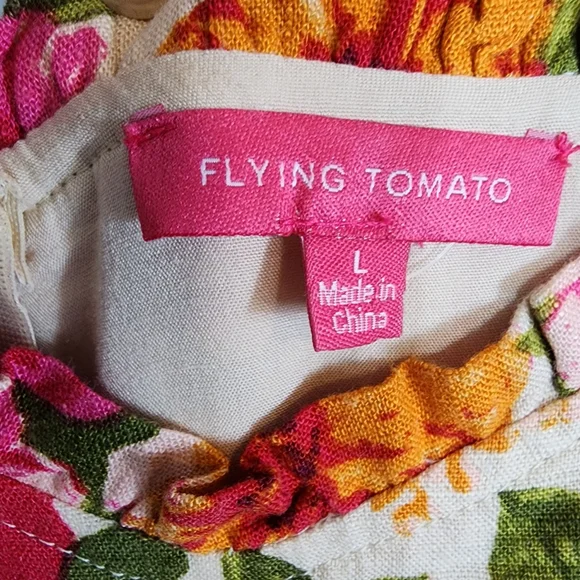 FLYING TOMATO
L
Made in
China